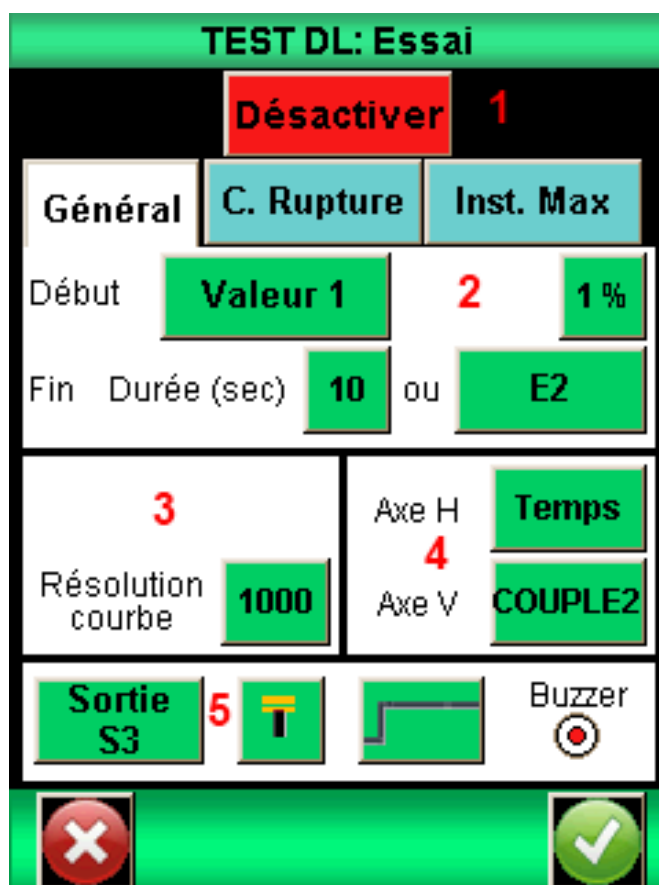 TEST DL: Essai
Désactiver 1
Général C. Rupture Inst. Max
Début Valeur 1 2 1 %
Fin Durée (sec) 10 ou E2
3
Axe H Temps
4
Résolution
courbe 1000
Axe V COUPLE2
Sortie
S3
5
Buzzer